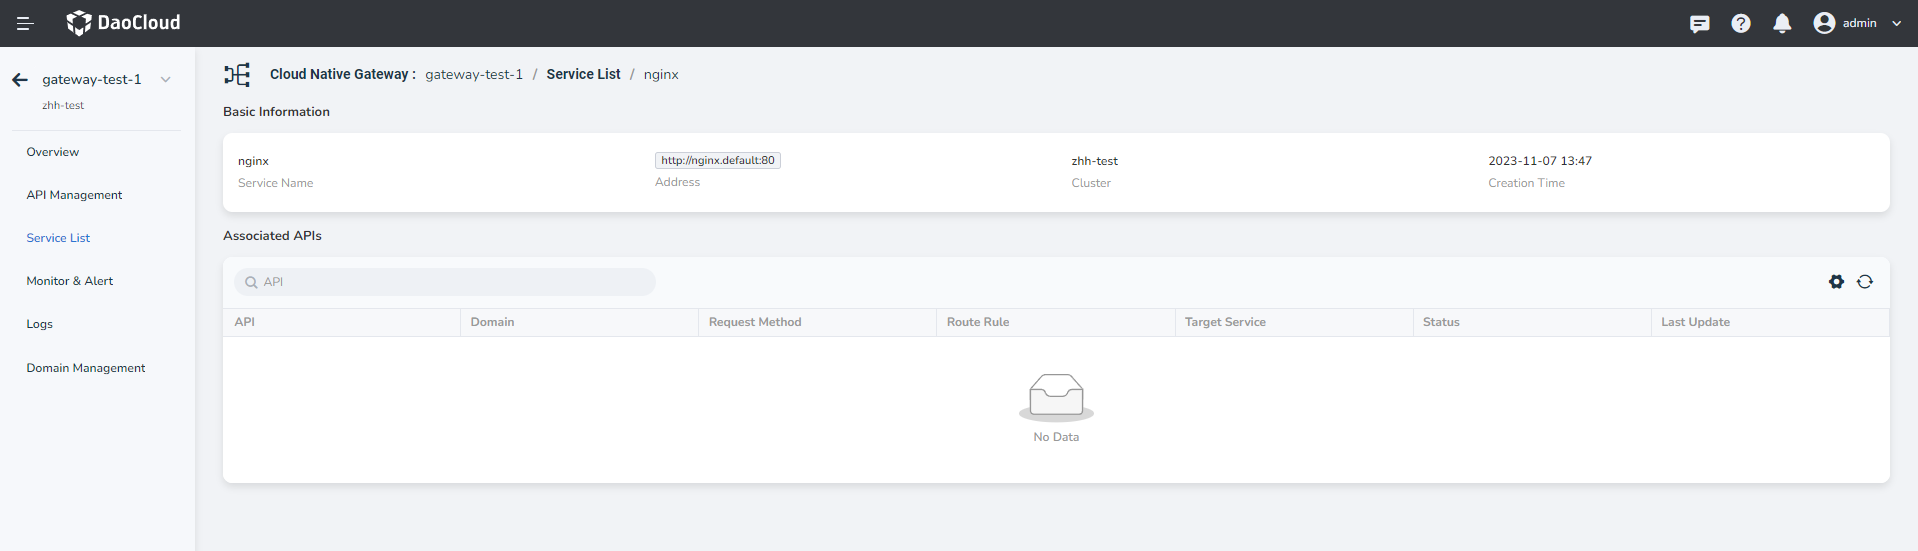 DaoCloud
admin
gateway-test-1
zhh-test
Overview
API Management
Service List
Monitor & Alert
Logs
Domain Management
Cloud Native Gateway : gateway-test-1 / Service List / nginx
Basic Information
nginx http://nginx.default:80 zhh-test 2023-11-07 13:47
Service Name Address Cluster Creation Time
Associated APIs
API
API Domain Request Method Route Rule Target Service Status Last Update
No Data